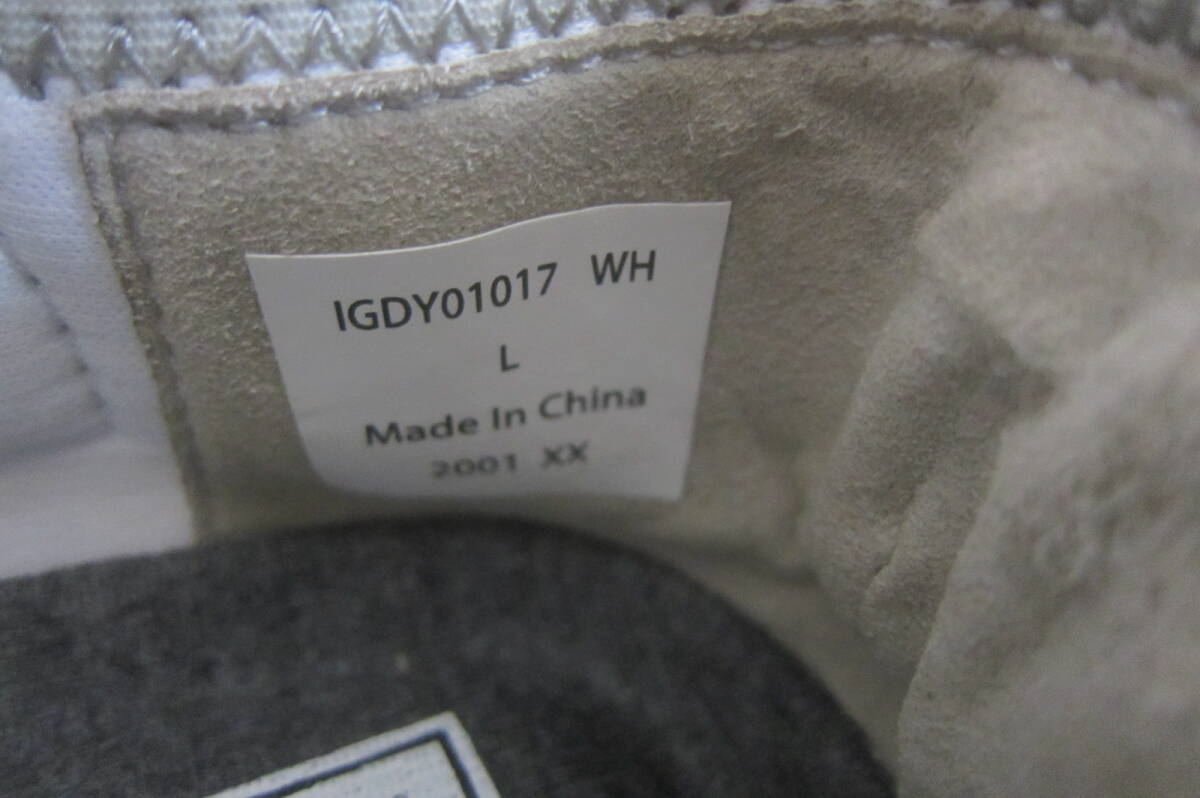 IGDY01017 WH
L
Made In China
2001 XX